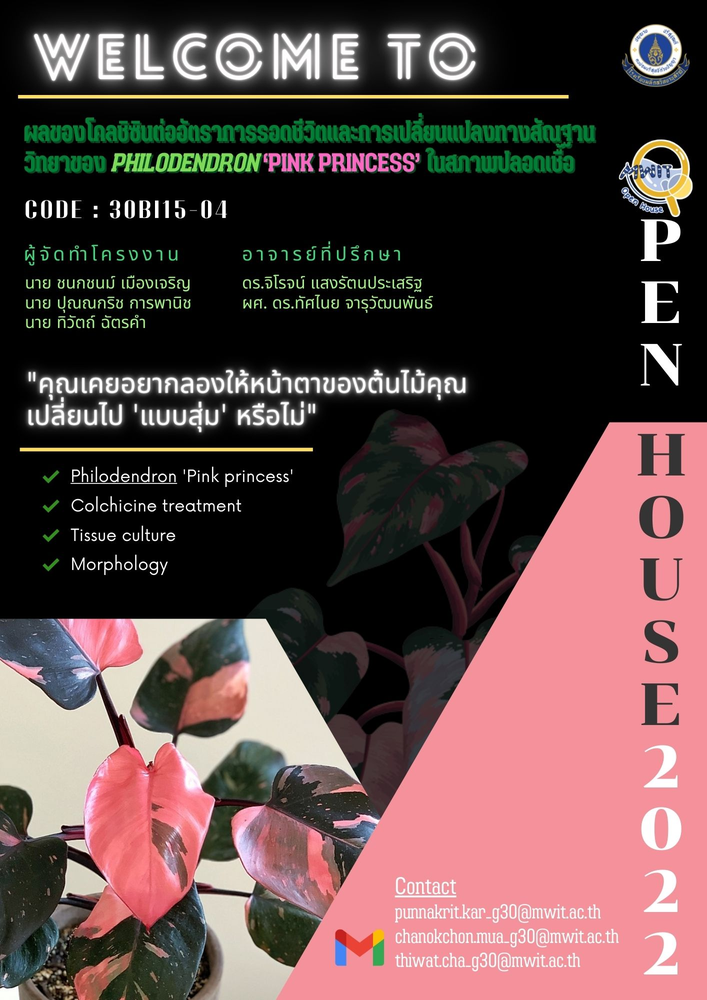 WELCOME TO
ผลของโคลชิซินต่ออัตราการรอดชีวิตและการเปลี่ยนแปลงทางสัณฐาน
วิทยาของ PHILODENDRON 'PINK PRINCESS' ในสภาพปลอดเชื้อ
CODE : 30BI15-04
ผู้จัดทำโครงงาน
นาย ชนกชนม์ เมืองเจริญ
นาย ปุณณกริช การพานิช
นาย ทิวัตถ์ ฉัตรคำ
อาจารย์ที่ปรึกษา
ดร.จิโรจน์ แสงรัตนประเสริฐ
ผศ. ดร.ทัศไนย จารุวัฒนพันธ์
"คุณเคยอยากลองให้หน้าตาของต้นไม้คุณ
เปลี่ยนไป 'แบบสุ่ม' หรือไม่"
Philodendron 'Pink princess'
Colchicine treatment
Tissue culture
Morphology
MWIT
Open House
PEN HOUSE 2022
Contact
punnakrit.kar_g30@mwit.ac.th
chanokchon.mua_g30@mwit.ac.th
thiwat.cha_g30@mwit.ac.th